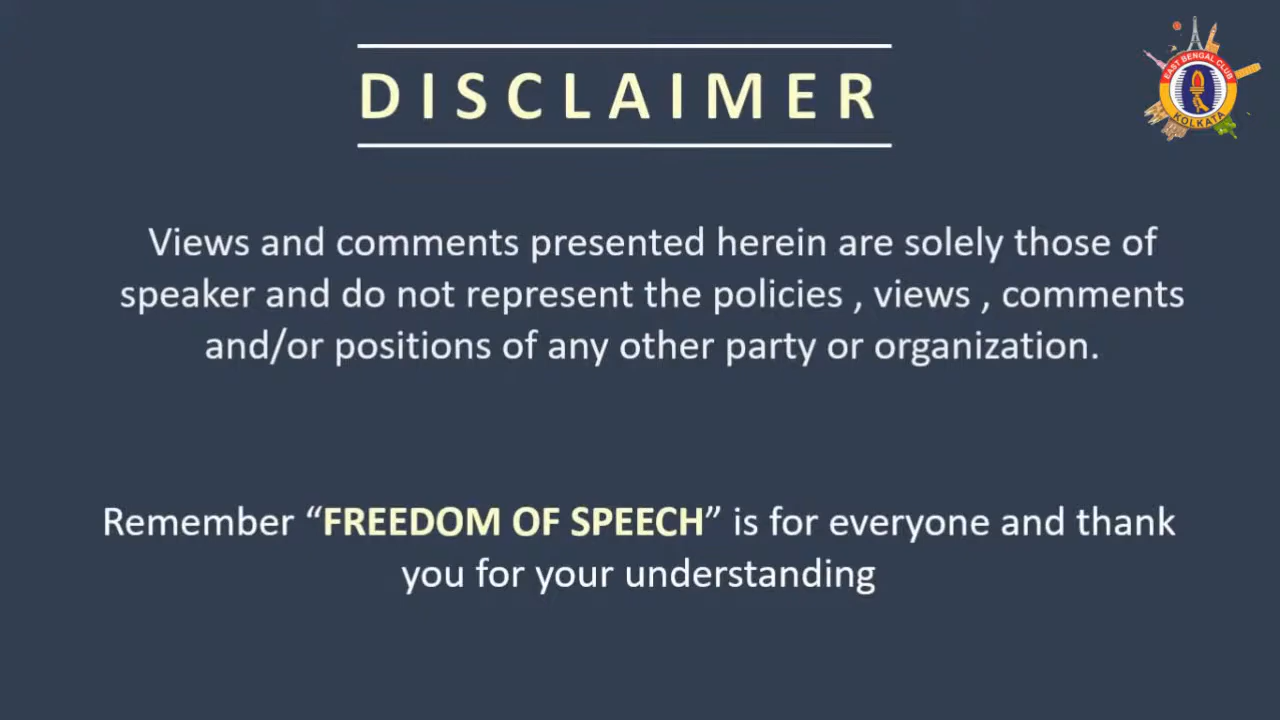 DISCLAIMER
EAST BENGAL CLUB
KOLKATA
Views and comments presented herein are solely those of
speaker and do not represent the policies , views , comments
and/or positions of any other party or organization.
Remember “FREEDOM OF SPEECH” is for everyone and thank
you for your understanding